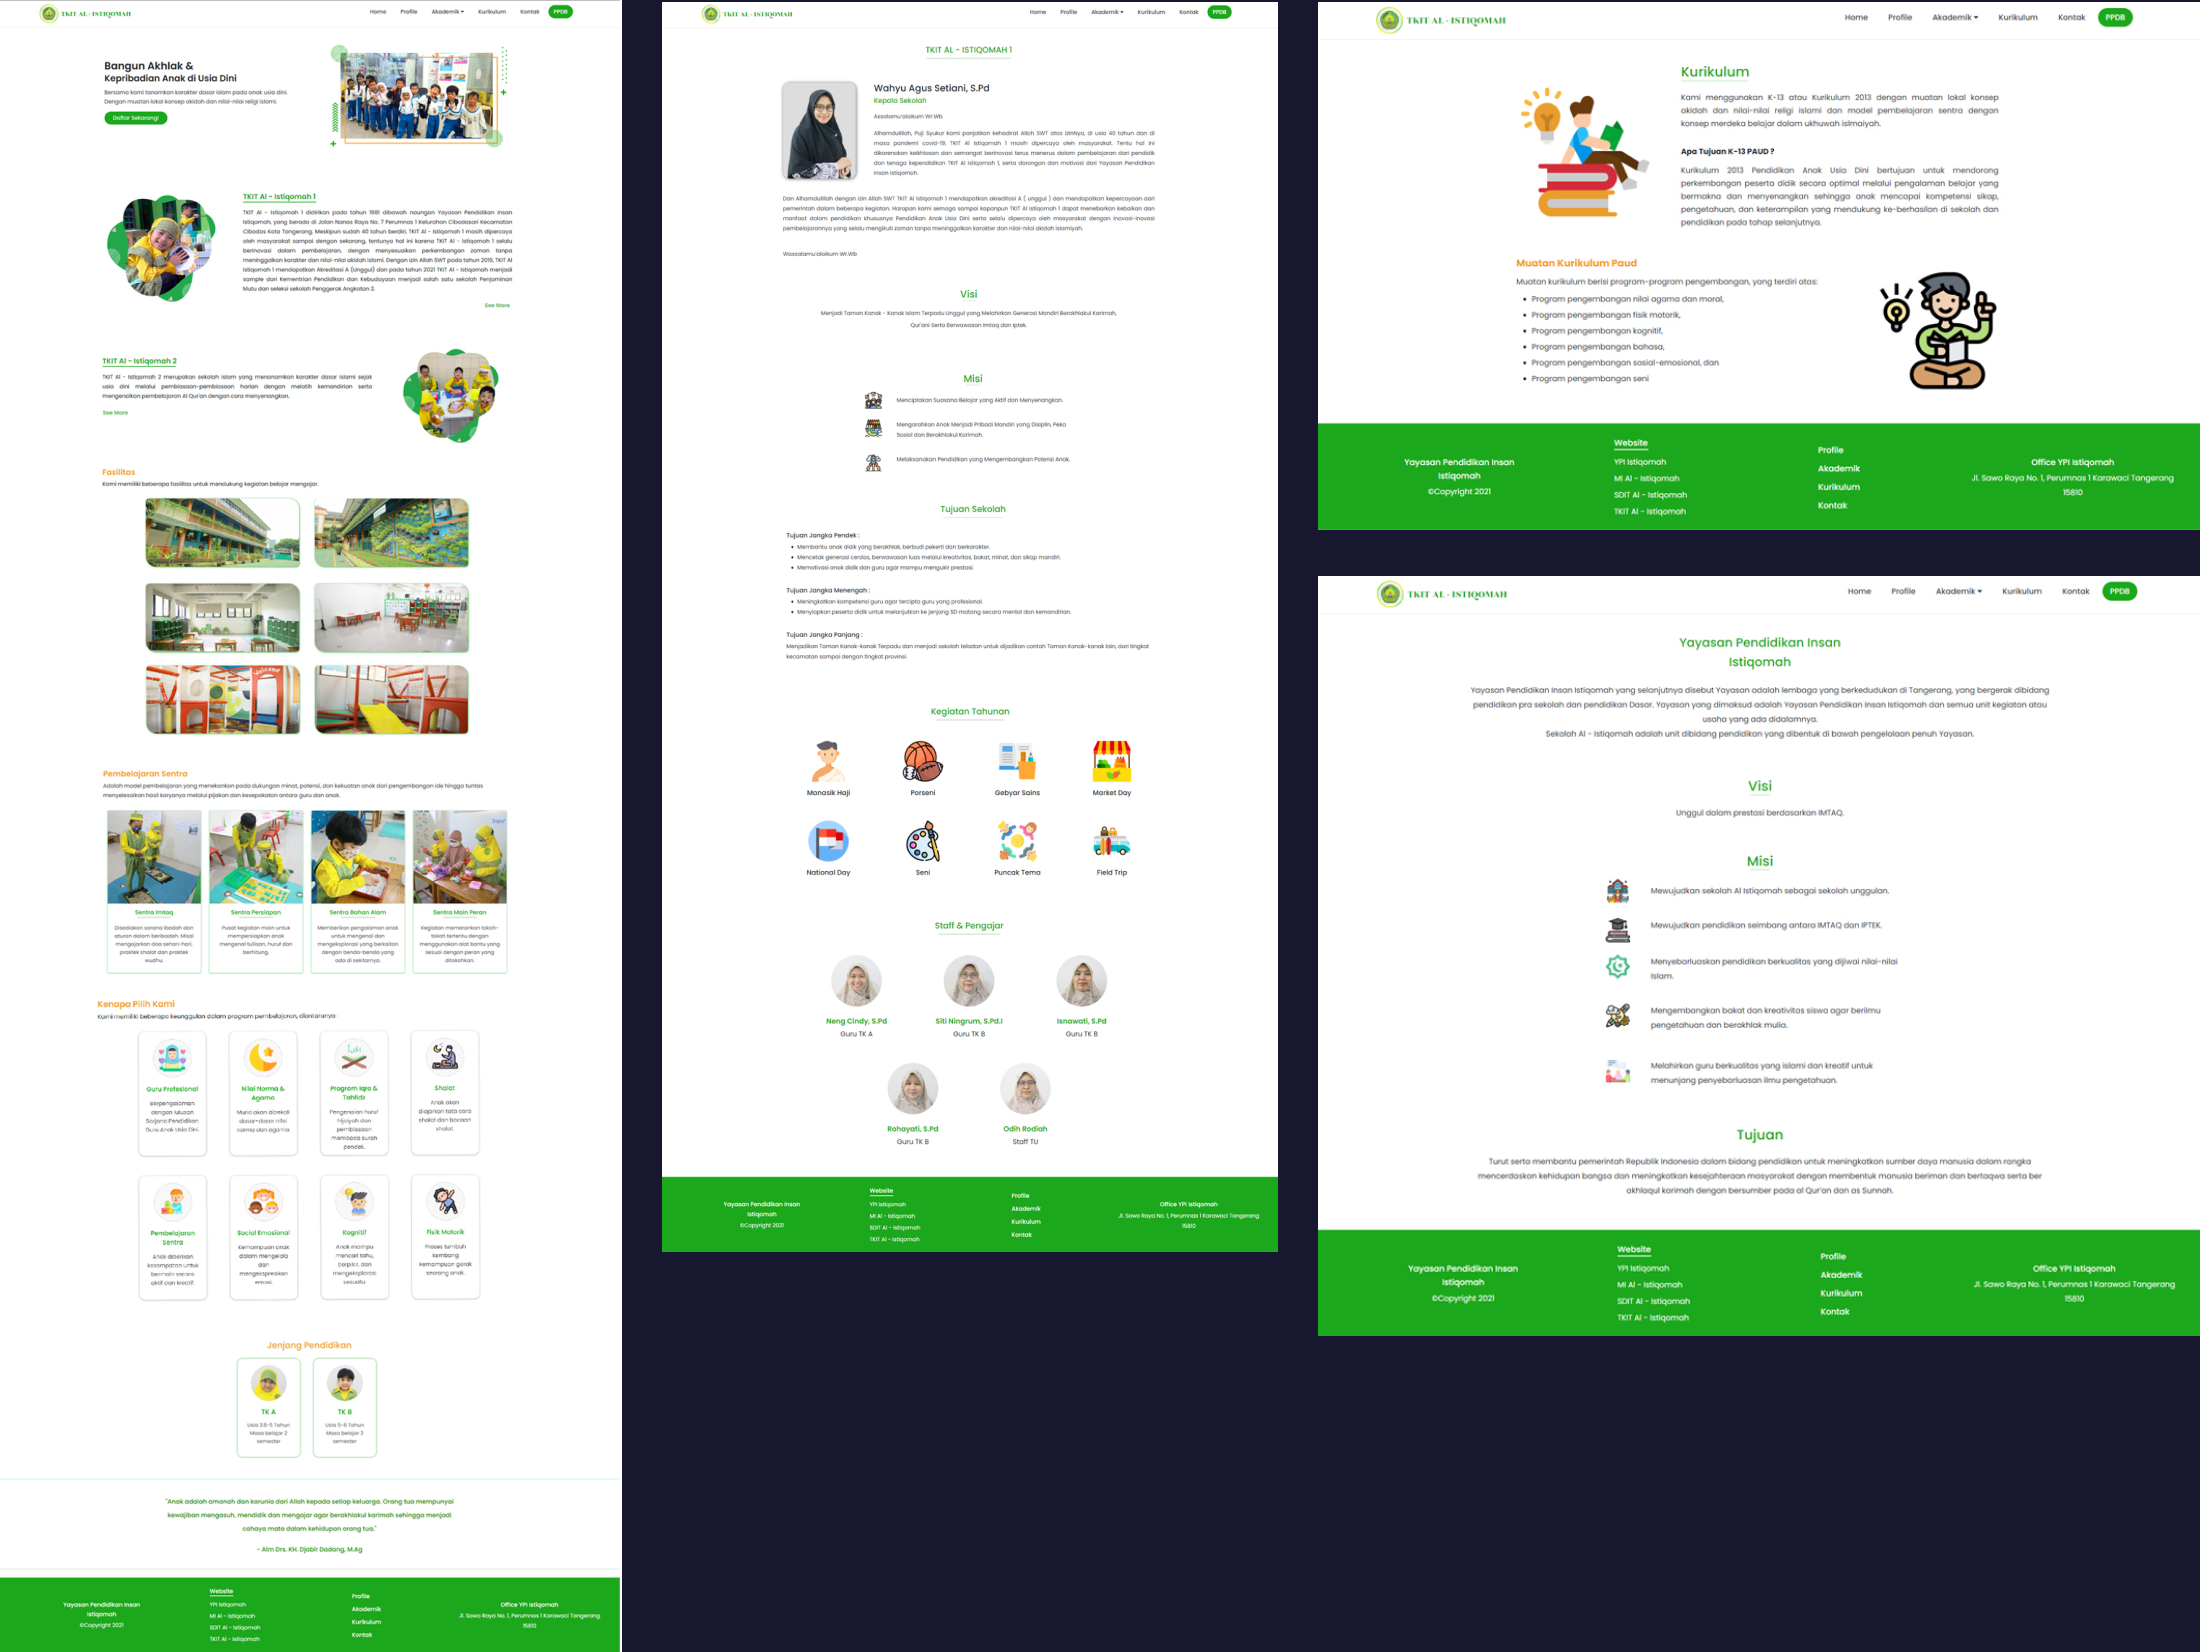 TKIT AL - ISTIQOMAH
Home Profile Akademik Kurikulum Kontak PPDB
Bangun Akhlak &
Kepribadian Anak di Usia Dini
Bersama kami tanamkan karakter dasar islam pada anak usia dini.
Dengan muatan lokal konsep akidah dan nilai-nilai religi islami.
Daftar Sekarang!
TKIT Al - Istiqomah 1
TKIT Al - Istiqomah 1 didirikan pada tahun 1981 dibawah naungan Yayasan Pendidikan Insan
Istiqomah, yang berada di Jalan Nanas Raya No. 7 Perumnas 1 Kelurahan Cibodasari Kecamatan
Cibodas Kota Tangerang. Meskipun sudah 40 tahun berdiri, TKIT Al - Istiqomah 1 masih dipercaya
oleh masyarakat sampai dengan sekarang, tentunya hal ini karena TKIT Al - Istiqomah 1 selalu
berinovasi dalam pembelajaran, dengan menyesuaikan perkembangan zaman tanpa
meninggalkan karakter dan nilai-nilai akidah islami. Dengan izin Allah SWT pada tahun 2019, TKIT Al
Istiqomah 1 mendapatkan Akreditasi A (Unggul) dan pada tahun 2021 TKIT Al - Istiqomah menjadi
sample dari Kementrian Pendidikan dan Kebudayaan menjadi salah satu sekolah Penjaminan
Mutu dan seleksi sekolah Penggerak Angkatan 2.
See More
TKIT Al - Istiqomah 2
TKIT Al - Istiqomah 2 merupakan sekolah islam yang menanamkan karakter dasar islami sejak
usia dini melalui pembiasaan-pembiasaan harian dengan melatih kemandirian serta
mengenalkan pembelajaran Al Qur'an dengan cara menyenangkan.
See More
Fasilitas
Kami memiliki beberapa fasilitas untuk mendukung kegiatan belajar mengajar.
Pembelajaran Sentra
Adalah model pembelajaran yang menekankan pada dukungan minat, potensi, dan kekuatan anak dari pengembangan ide hingga tuntas
menyelesaikan hasil karyanya melalui pijakan dan kesepakatan antara guru dan anak.
Sentra Imtaq
Disediakan sarana ibadah dan
aturan dalam beribadah. Misal
mengajarkan doa sehari-hari,
praktek shalat dan praktek
wudhu.
Sentra Persiapan
Pusat kegiatan main untuk
mempersiapkan anak
mengenal tulisan, huruf dan
berhitung.
Sentra Bahan Alam
Memberikan pengalaman anak
untuk mengenal dan
mengeksplorasi yang berkaitan
dengan benda-benda yang
ada di sekitarnya.
Sentra Main Peran
Kegiatan memerankan tokoh-
tokoh tertentu dengan
menggunakan alat bantu yang
sesuai dengan peran yang
ditokohkan.
Kenapa Pilih Kami
Kami memiliki beberapa keunggulan dalam program pembelajaran, diantaranya :
Guru Profesional
Berpengalaman
dengan lulusan
Sarjana Pendidikan
Guru Anak Usia Dini.
Nilai Norma &
Agama
Murid akan dibekali
dasar-dasar nilai
norma dan agama.
Program Iqro &
Tahfidz
Pengenalan huruf
hijaiyah dan
pembiasaan
membaca surah
pendek.
Shalat
Anak akan
diajarkan tata cara
shalat dan bacaan
shalat.
Pembelajaran
Sentra
Anak diberikan
kesempatan untuk
bermain secara
aktif dan kreatif.
Social Emosional
Kemampuan anak
dalam mengelola
dan
mengekspresikan
emosi.
Kognitif
Anak mampu
mencari tahu,
berpikir, dan
mengeksplorasi
sesuatu.
Fisik Motorik
Proses tumbuh
kembang
kemampuan gerak
seorang anak.
Jenjang Pendidikan
TK A
Usia 3.8-5 Tahun
Masa belajar 2
semester
TK B
Usia 5-6 Tahun
Masa belajar 2
semester
"Anak adalah amanah dan karunia dari Allah kepada setiap keluarga. Orang tua mempunyai
kewajiban mengasuh, mendidik dan mengajar agar berakhlakul karimah sehingga menjadi
cahaya mata dalam kehidupan orang tua."
- Alm Drs. KH. Djabir Dadang, M.Ag
Yayasan Pendidikan Insan
Istiqomah
©Copyright 2021
Website
YPI Istiqomah
MI Al - Istiqomah
SDIT Al - Istiqomah
TKIT Al - Istiqomah
Profile
Akademik
Kurikulum
Kontak
Office YPI Istiqomah
Jl. Sawo Raya No. 1, Perumnas 1 Karawaci Tangerang
15810
TKIT AL - ISTIQOMAH
Home Profile Akademik Kurikulum Kontak PPDB
TKIT AL - ISTIQOMAH 1
Wahyu Agus Setiani, S.Pd
Kepala Sekolah
Assalamu'alaikum Wr.Wb
Alhamdulillah, Puji Syukur kami panjatkan kehadirat Allah SWT atas izinNya, di usia 40 tahun dan di
masa pandemi covid-19, TKIT Al Istiqomah 1 masih dipercaya oleh masyarakat. Tentu hal ini
dikarenakan kekhlasan dan semangat berinovasi terus menerus dalam pembelajaran dari pendidik
dan tenaga kependidikan TKIT Al Istiqomah 1, serta dorongan dan motivasi dari Yayasan Pendidikan
Insan Istiqomah.
Dan Alhamdulillah dengan izin Allah SWT TKIT Al Istiqomah 1 mendapatkan akreditasi A ( unggul ) dan mendapatkan kepercayaan dari
pemerintah dalam beberapa kegiatan. Harapan kami semoga sampai kapanpun TKIT Al Istiqomah 1 dapat menebarkan kebaikan dan
manfaat dalam pendidikan khususnya Pendidikan Anak Usia Dini serta selalu dipercaya oleh masyarakat dengan inovasi-inovasi
pembelajarannya yang selalu mengikuti zaman tanpa meninggalkan karakter dan nilai-nilai akidah islamiyah.
Wassalamu'alaikum Wr.Wb
Visi
Menjadi Taman Kanak - Kanak Islam Terpadu Unggul yang Melahirkan Generasi Mandiri Berakhlakul Karimah,
Qur'ani Serta Berwawasan Imtaq dan Iptek.
Misi
Menciptakan Suasana Belajar yang Aktif dan Menyenangkan.
Mengarahkan Anak Menjadi Pribadi Mandiri yang Disiplin, Peka
Sosial dan Berakhlakul Karimah.
Melaksanakan Pendidikan yang Mengembangkan Potensi Anak.
Tujuan Sekolah
Tujuan Jangka Pendek :
• Membantu anak didik yang berakhlak, berbudi pekerti dan berkarakter.
• Mencetak generasi cerdas, berwawasan luas melalui kreativitas, bakat, minat, dan sikap mandiri.
• Memotivasi anak didik dan guru agar mampu mengukir prestasi.
Tujuan Jangka Menengah :
• Meningkatkan kompetensi guru agar tercipta guru yang profesional.
• Menyiapkan peserta didik untuk melanjutkan ke jenjang SD matang secara mental dan kemandirian.
Tujuan Jangka Panjang :
Menjadikan Taman Kanak-kanak Terpadu dan menjadi sekolah teladan untuk dijadikan contoh Taman Kanak-kanak lain, dari tingkat
kecamatan sampai dengan tingkat provinsi.
Kegiatan Tahunan
Manasik Haji Porseni Gebyar Sains Market Day
National Day Seni Puncak Tema Field Trip
Staff & Pengajar
Neng Cindy, S.Pd
Guru TK A
Siti Ningrum, S.Pd.I
Guru TK B
Isnawati, S.Pd
Guru TK B
Rohayati, S.Pd
Guru TK B
Odih Rodiah
Staff TU
Yayasan Pendidikan Insan
Istiqomah
©Copyright 2021
Website
YPI Istiqomah
MI Al - Istiqomah
SDIT Al - Istiqomah
TKIT Al - Istiqomah
Profile
Akademik
Kurikulum
Kontak
Office YPI Istiqomah
Jl. Sawo Raya No. 1, Perumnas 1 Karawaci Tangerang
15810
TKIT AL - ISTIQOMAH
Home Profile Akademik Kurikulum Kontak PPDB
Kurikulum
Kami menggunakan K-13 atau Kurikulum 2013 dengan muatan lokal konsep
akidah dan nilai-nilai religi islami dan model pembelajaran sentra dengan
konsep merdeka belajar dalam ukhuwah islmaiyah.
Apa Tujuan K-13 PAUD ?
Kurikulum 2013 Pendidikan Anak Usia Dini bertujuan untuk mendorong
perkembangan peserta didik secara optimal melalui pengalaman belajar yang
bermakna dan menyenangkan sehingga anak mencapai kompetensi sikap,
pengetahuan, dan keterampilan yang mendukung ke-berhasilan di sekolah dan
pendidikan pada tahap selanjutnya.
Muatan Kurikulum Paud
Muatan kurikulum berisi program-program pengembangan, yang terdiri atas:
• Program pengembangan nilai agama dan moral,
• Program pengembangan fisik motorik,
• Program pengembangan kognitif,
• Program pengembangan bahasa,
• Program pengembangan sosial-emosional, dan
• Program pengembangan seni
Yayasan Pendidikan Insan
Istiqomah
©Copyright 2021
Website
YPI Istiqomah
MI Al - Istiqomah
SDIT Al - Istiqomah
TKIT Al - Istiqomah
Profile
Akademik
Kurikulum
Kontak
Office YPI Istiqomah
Jl. Sawo Raya No. 1, Perumnas 1 Karawaci Tangerang
15810
TKIT AL - ISTIQOMAH
Home Profile Akademik Kurikulum Kontak PPDB
Yayasan Pendidikan Insan
Istiqomah
Yayasan Pendidikan Insan Istiqomah yang selanjutnya disebut Yayasan adalah lembaga yang berkedudukan di Tangerang, yang bergerak dibidang
pendidikan pra sekolah dan pendidikan Dasar. Yayasan yang dimaksud adalah Yayasan Pendidikan Insan Istiqomah dan semua unit kegiatan atau
usaha yang ada didalamnya.
Sekolah Al - Istiqomah adalah unit dibidang pendidikan yang dibentuk di bawah pengelolaan penuh Yayasan.
Visi
Unggul dalam prestasi berdasarkan IMTAQ.
Misi
Mewujudkan sekolah Al Istiqomah sebagai sekolah unggulan.
Mewujudkan pendidikan seimbang antara IMTAQ dan IPTEK.
Menyebarluaskan pendidikan berkualitas yang dijiwai nilai-nilai
Islam.
Mengembangkan bakat dan kreativitas siswa agar berilmu
pengetahuan dan berakhlak mulia.
Melahirkan guru berkualitas yang islami dan kreatif untuk
menunjang penyebarluasan ilmu pengetahuan.
Tujuan
Turut serta membantu pemerintah Republik Indonesia dalam bidang pendidikan untuk meningkatkan sumber daya manusia dalam rangka
mencerdaskan kehidupan bangsa dan meningkatkan kesejahteraan masyarakat dengan membentuk manusia beriman dan bertaqwa serta ber
akhlaqul karimah dengan bersumber pada al Qur'an dan as Sunnah.
Yayasan Pendidikan Insan
Istiqomah
©Copyright 2021
Website
YPI Istiqomah
MI Al - Istiqomah
SDIT Al - Istiqomah
TKIT Al - Istiqomah
Profile
Akademik
Kurikulum
Kontak
Office YPI Istiqomah
Jl. Sawo Raya No. 1, Perumnas 1 Karawaci Tangerang
15810